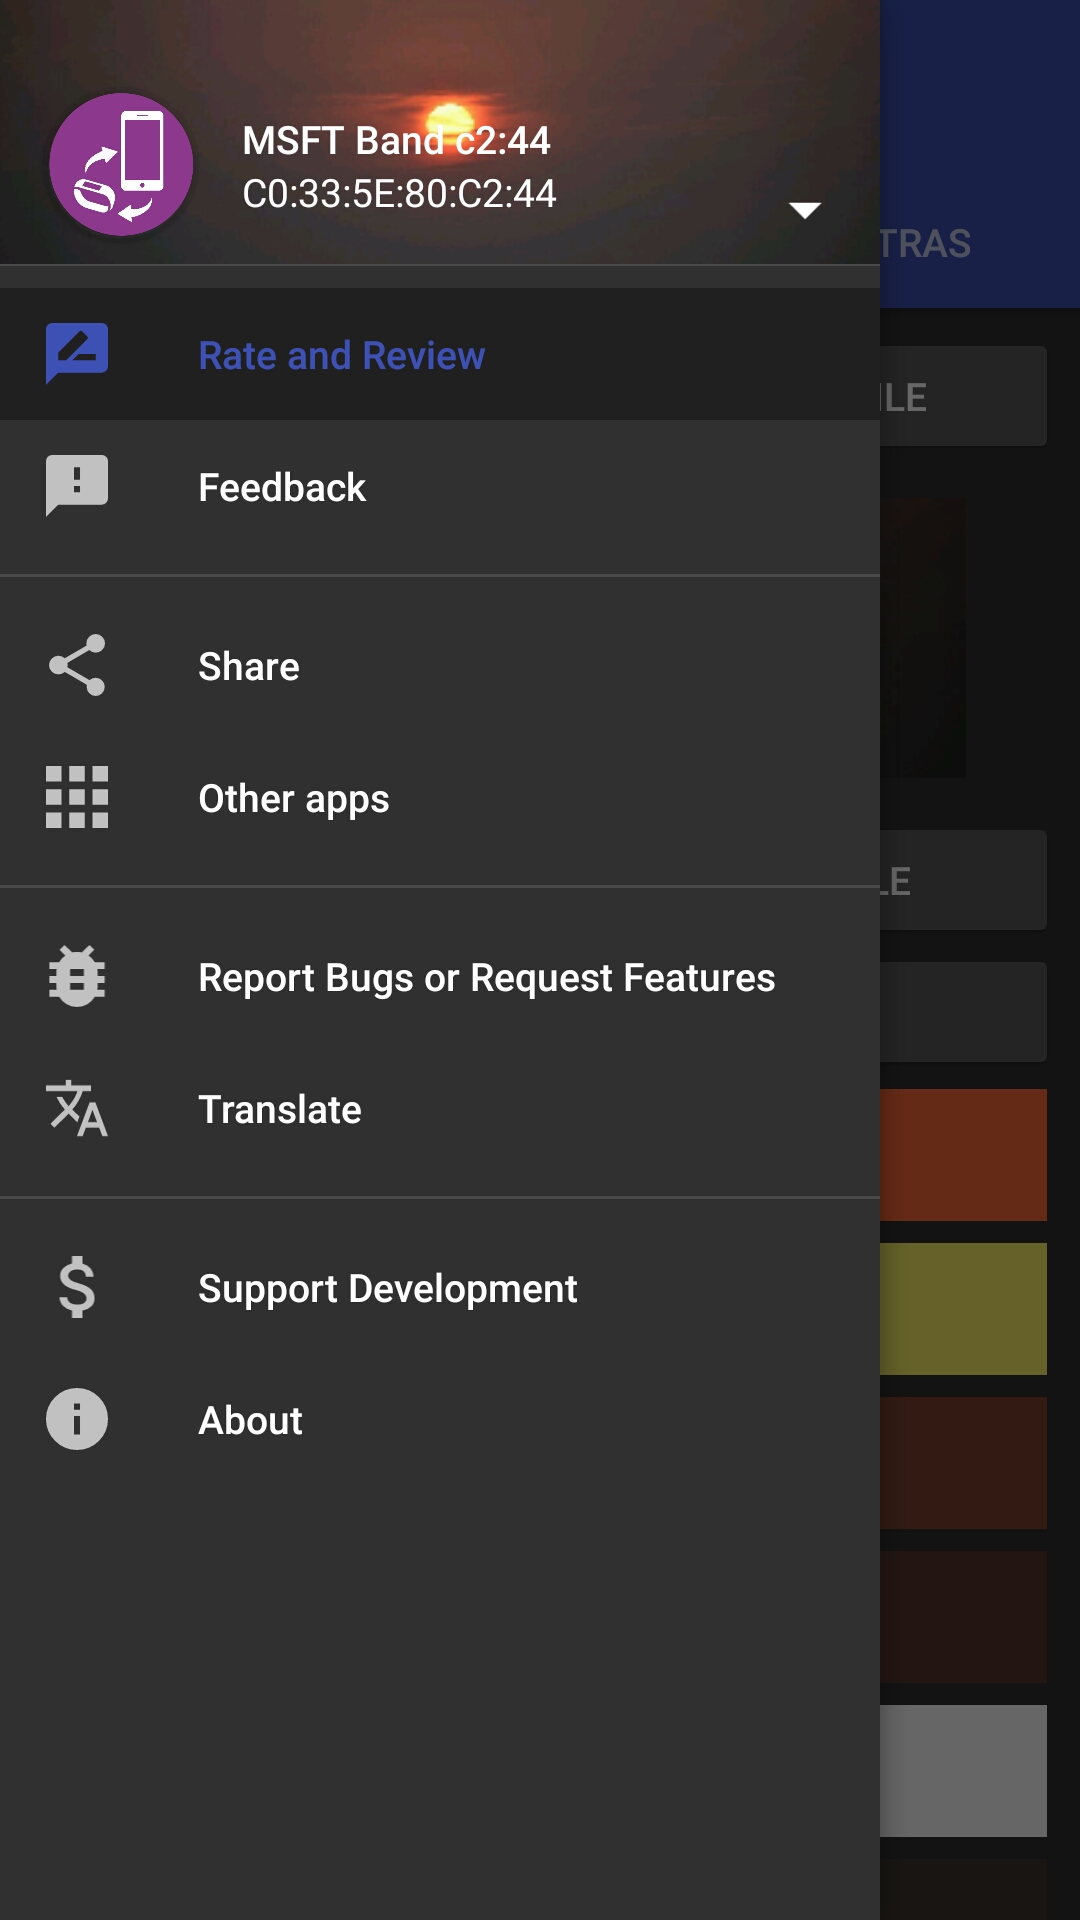 MSFT Band c2:44
C0:33:5E:80:C2:44
TRAS
Rate and Review
ILE
Feedback
Share
Other apps
LE
Report Bugs or Request Features
Translate
Support Development
About